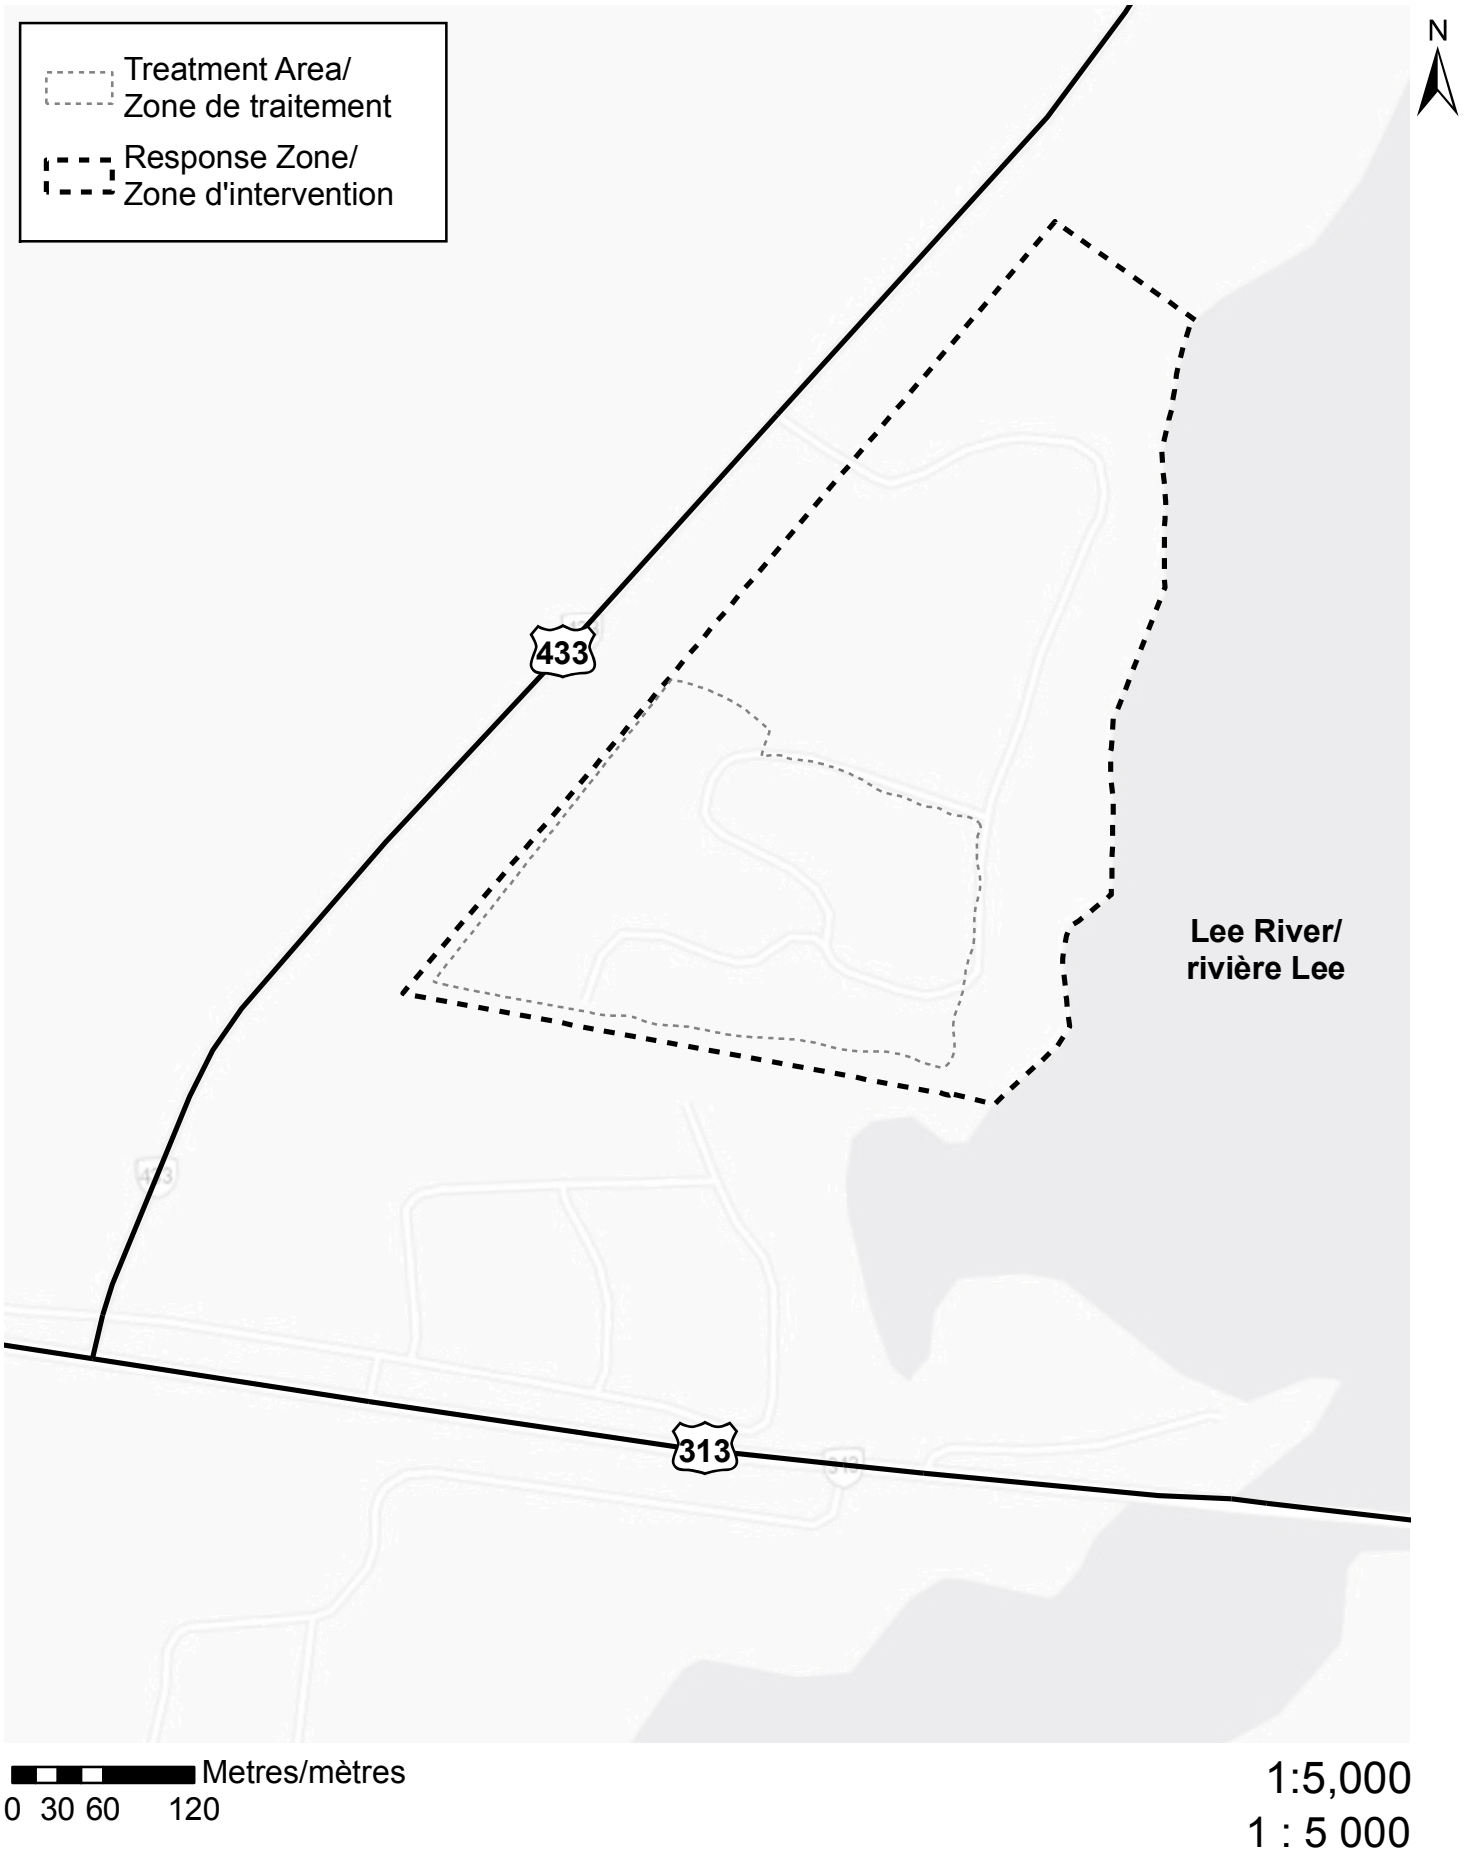 Treatment Area/
Zone de traitement
Response Zone/
Zone d'intervention
N
433
Lee River/
rivière Lee
433
313
Metres/mètres
0 30 60 120
1:5,000
1 : 5 000